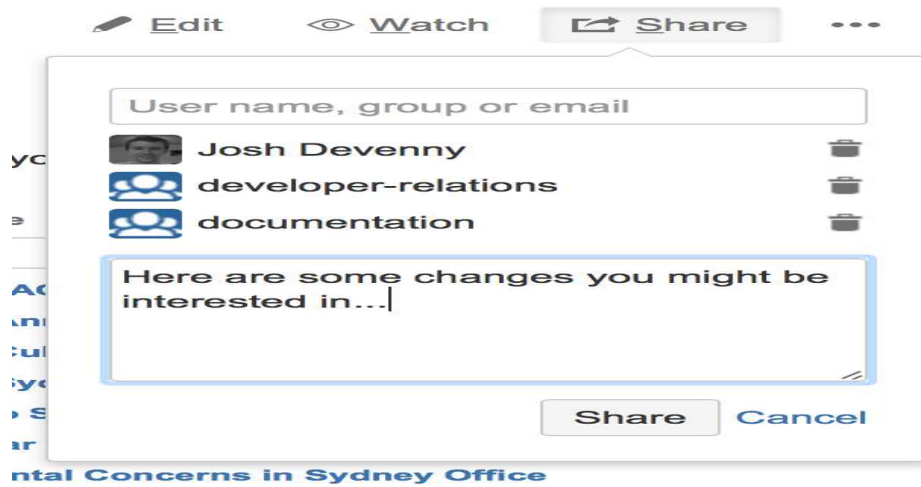 Edit Watch Share
User name, group or email
Josh Devenny
developer-relations
documentation
Here are some changes you might be
interested in...
Share Cancel
Concerns in Sydney Office